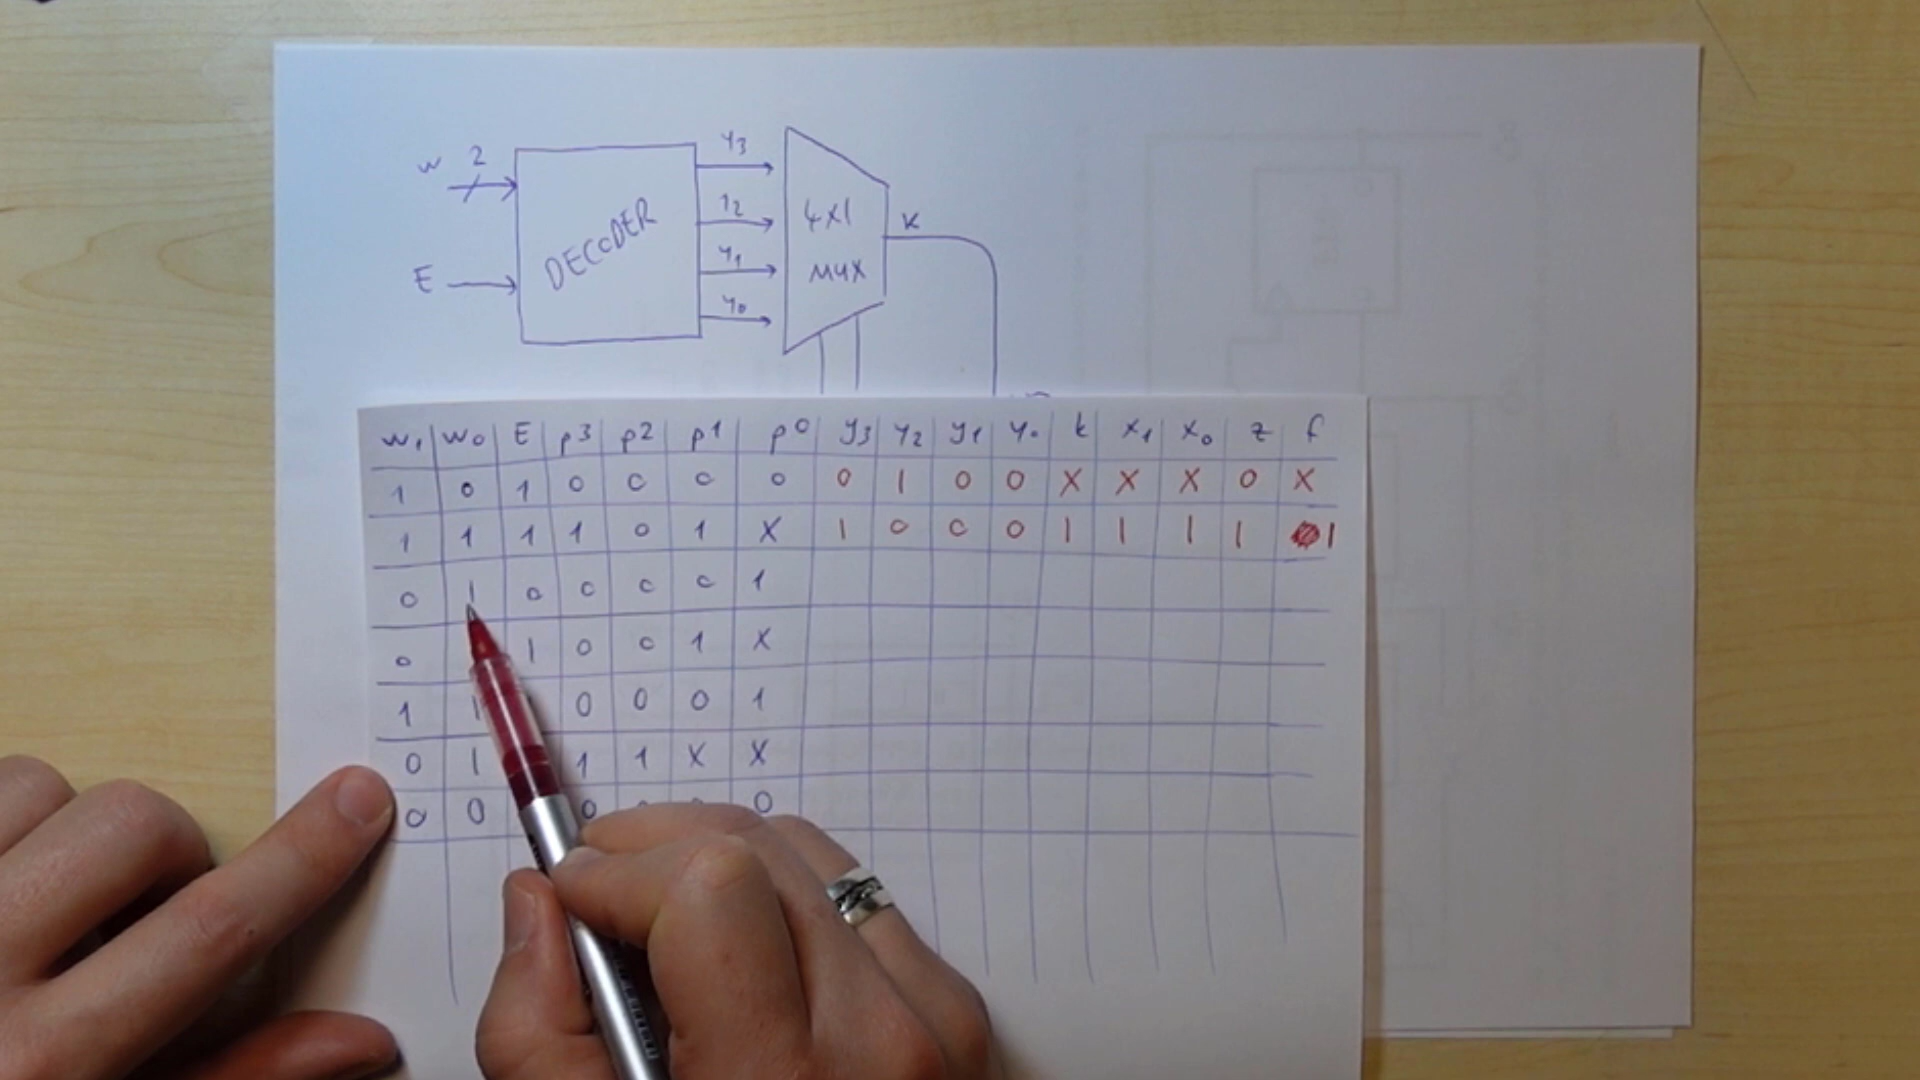 w 2
E
DECODER
y3
y2
y1
y0
4X1
MUX
k
w1 w0 E p3 p2 p1 p0 y3 y2 y1 y0 k x1 x0 z f
1 0 1 0 0 0 0 0 1 0 0 X X X 0 X
1 1 1 1 0 1 X 1 0 0 0 1 1 1 1 1
0 1 0 0 0 0 1
0 1 0 0 1 X
1 1 0 0 0 1
0 1 1 1 X X
0 0 0 0